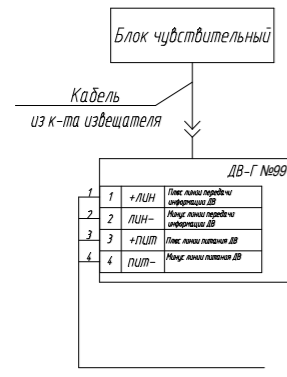 Блок чувствительный
Кабель
из к-та извещателя
ДВ-Г №99
1 1 +ЛИН Плюс линии передачи
информации ДВ
2 2 ЛИН- Минус линии передачи
информации ДВ
3 3 +ПИТ Плюс линии питания ДВ
4 4 ПИТ- Минус линии питания ДВ